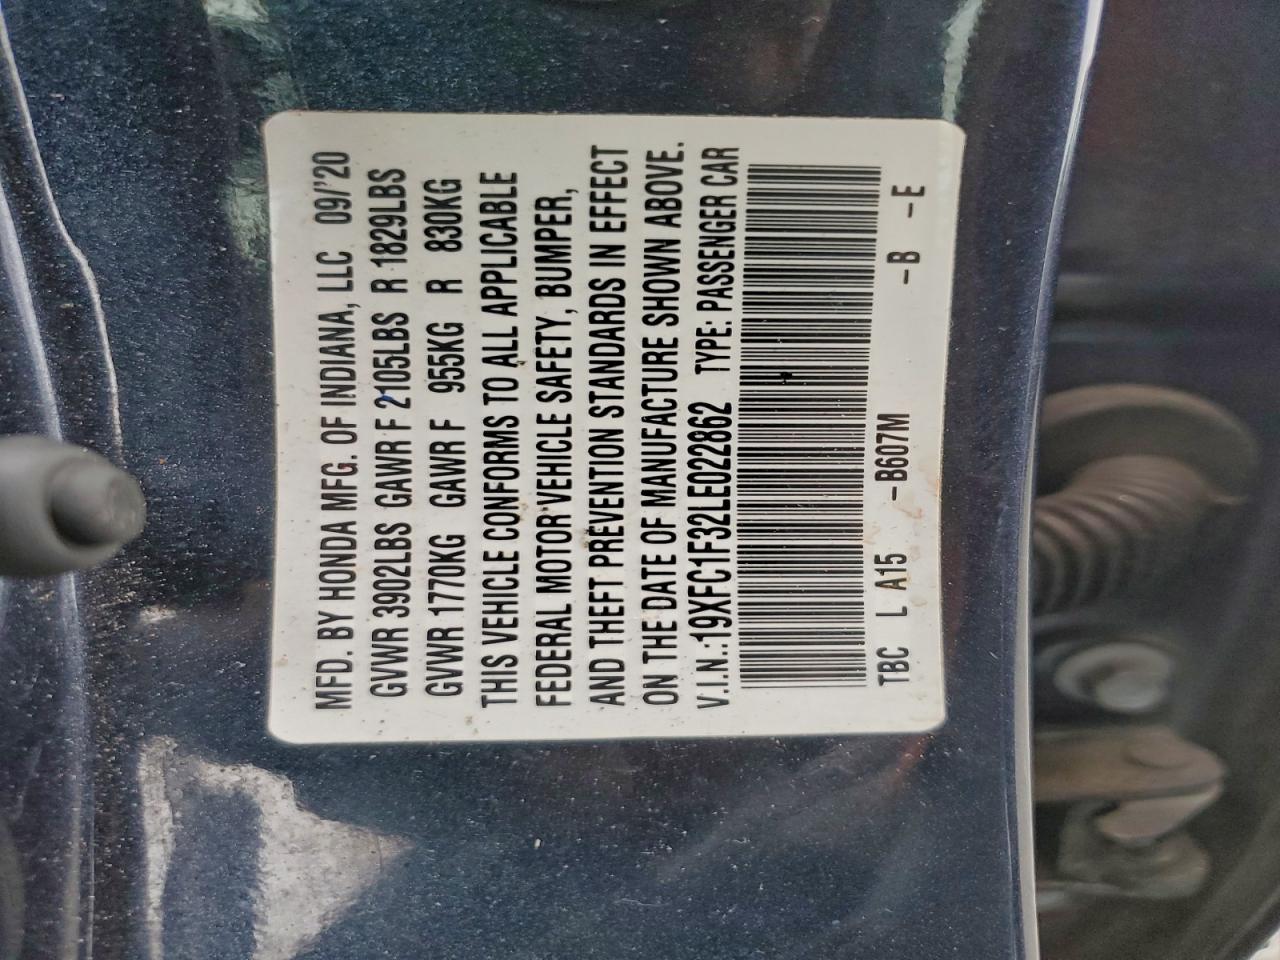 MFD. BY HONDA MFG. OF INDIANA, LLC 09/'20
GVWR 3902LBS GAWR F 2105LBS R 1829LBS
GVWR 1770KG GAWR F 955KG R 830KG
THIS VEHICLE CONFORMS TO ALL APPLICABLE
FEDERAL MOTOR VEHICLE SAFETY, BUMPER,
AND THEFT PREVENTION STANDARDS IN EFFECT
ON THE DATE OF MANUFACTURE SHOWN ABOVE.
V.I.N.:19XFC1F32LE022862 TYPE: PASSENGER CAR
TBC L A15 -B607M -B -E